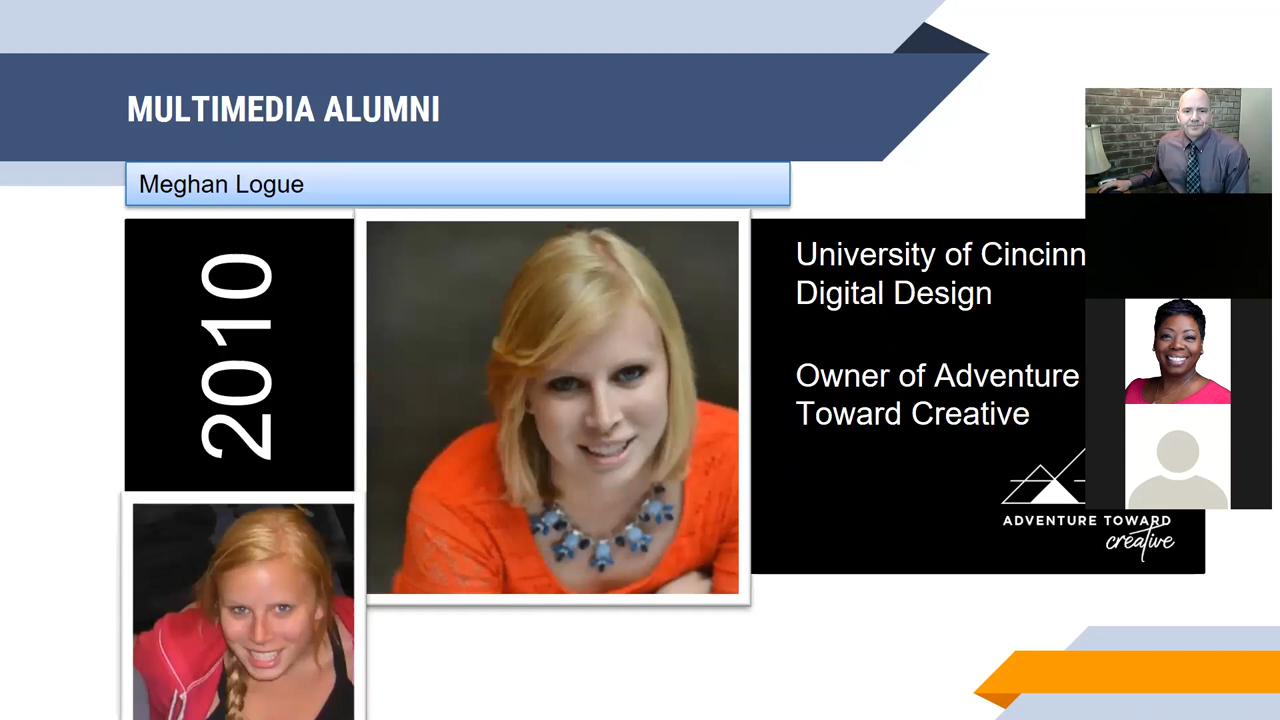 MULTIMEDIA ALUMNI
Meghan Logue
2010
University of Cincinn
Digital Design
Owner of Adventure
Toward Creative
ADVENTURE TOWARD
creative